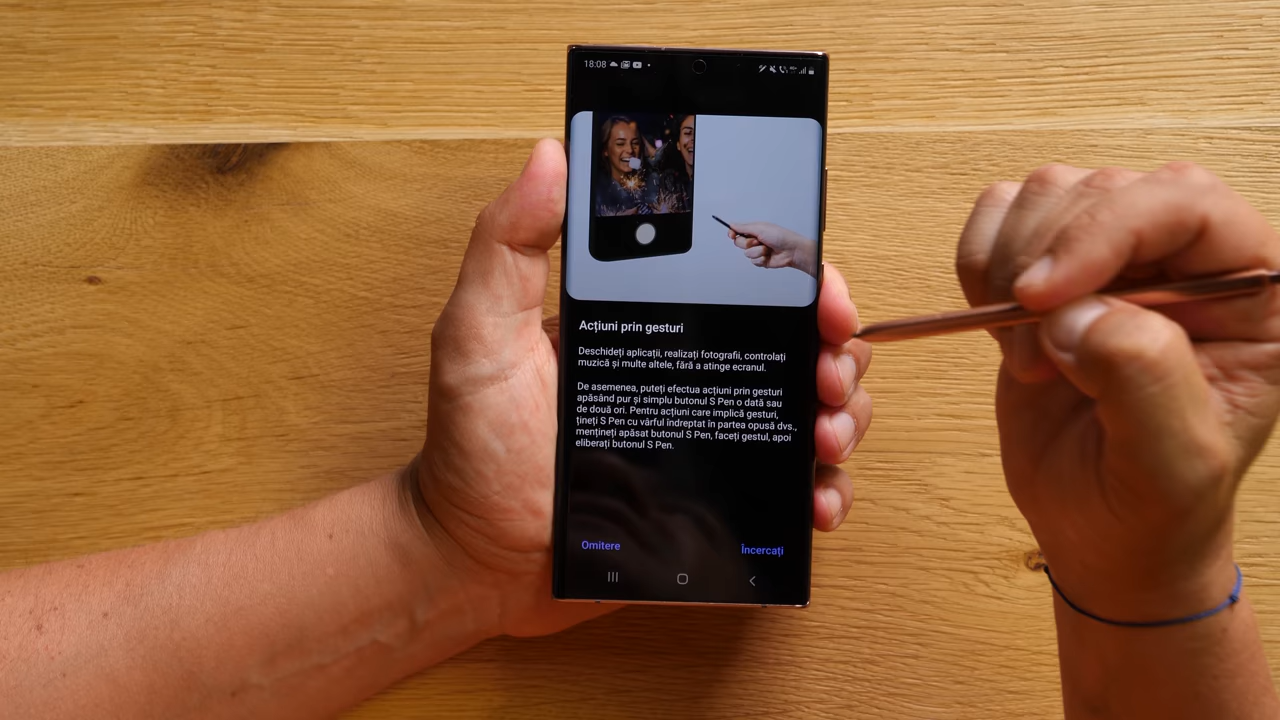 18:08
Acțiuni prin gesturi
Deschideți aplicații, realizați fotografii, controlați
muzică și multe altele, fără a atinge ecranul.
De asemenea, puteți efectua acțiuni prin gesturi
apăsând pur și simplu butonul S Pen o dată sau
de două ori. Pentru acțiuni care implică gesturi,
țineți S Pen cu vârful îndreptat în partea opusă dvs.,
mențineți apăsat butonul S Pen, faceți gestul, apoi
eliberați butonul S Pen.
Omitere
Încercați